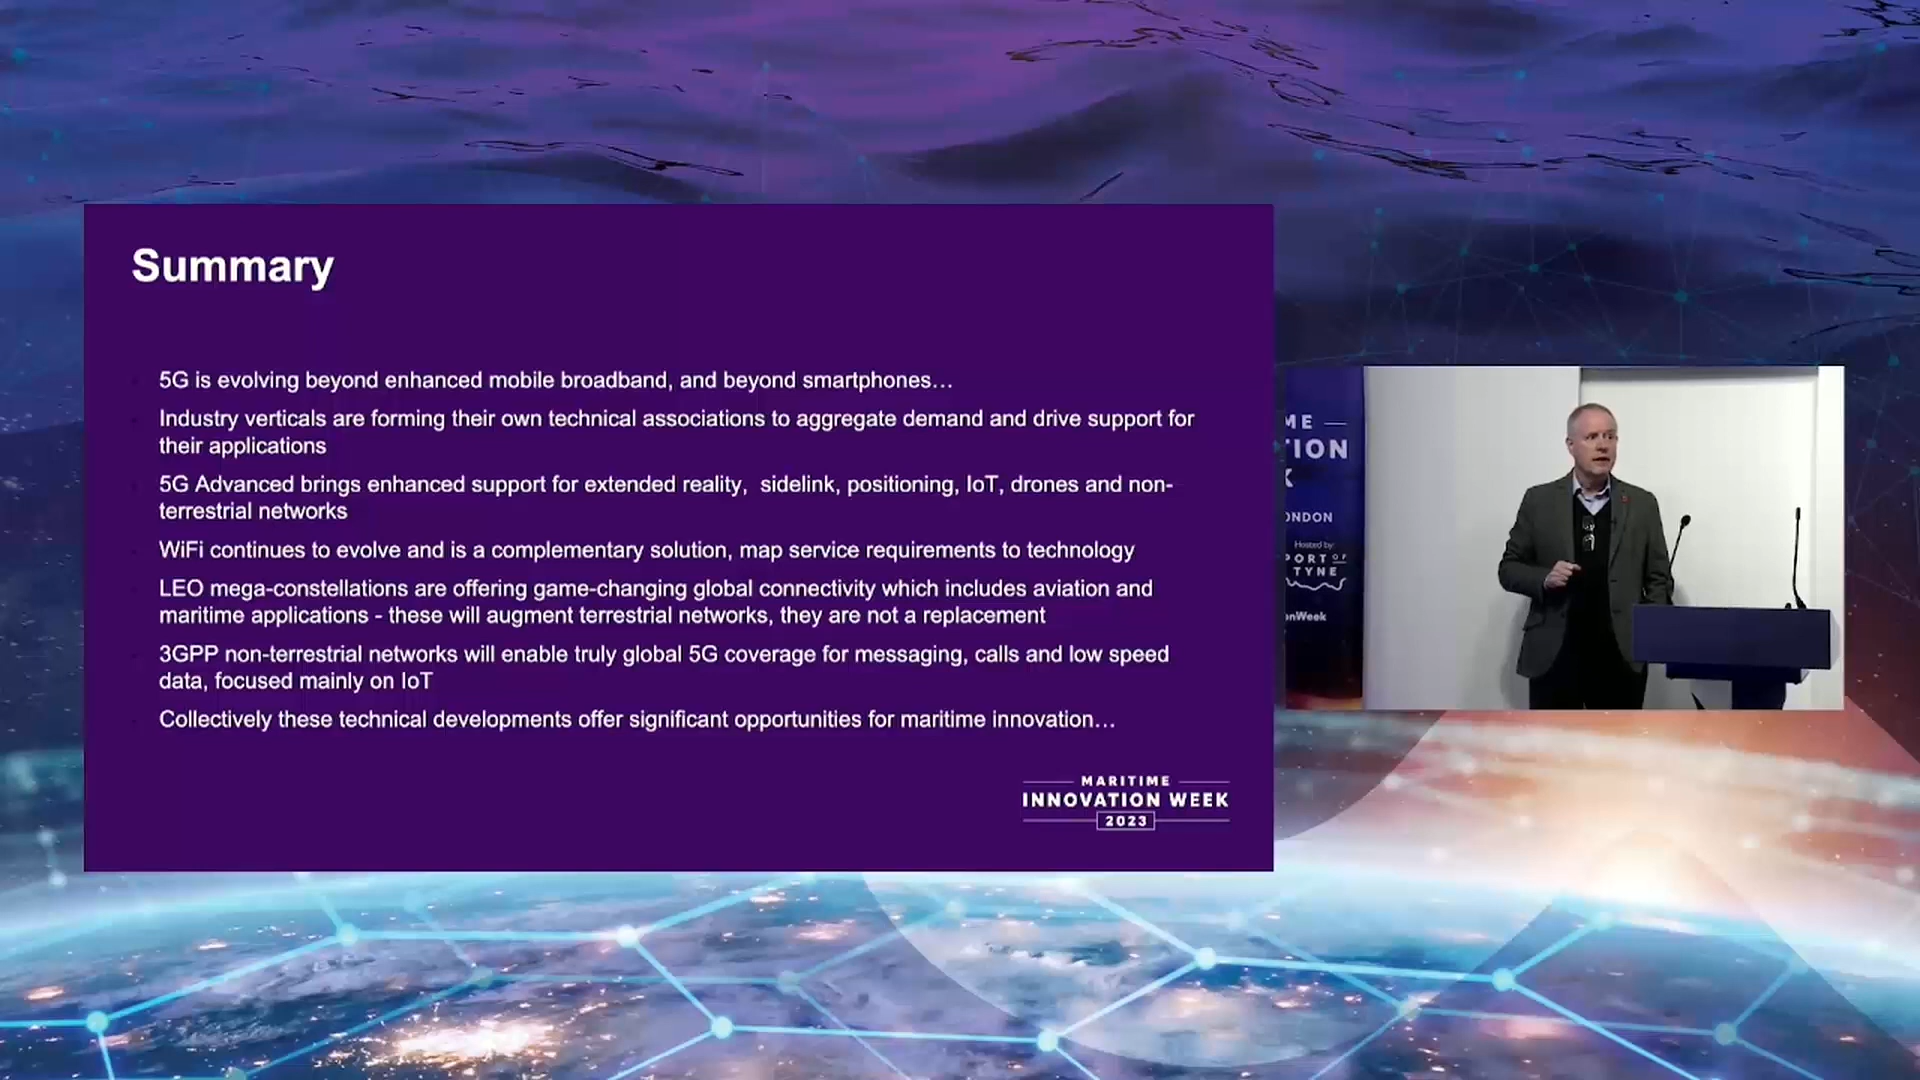 Summary
5G is evolving beyond enhanced mobile broadband, and beyond smartphones…
Industry verticals are forming their own technical associations to aggregate demand and drive support for
their applications
5G Advanced brings enhanced support for extended reality,  sidelink, positioning, IoT, drones and non-
terrestrial networks
WiFi continues to evolve and is a complementary solution, map service requirements to technology
LEO mega-constellations are offering game-changing global connectivity which includes aviation and
maritime applications - these will augment terrestrial networks, they are not a replacement
3GPP non-terrestrial networks will enable truly global 5G coverage for messaging, calls and low speed
data, focused mainly on IoT
Collectively these technical developments offer significant opportunities for maritime innovation…
MARITIME
INNOVATION WEEK
2023
ME
TION
K
ONDON
Hosted by:
PORT OF
TYNE
onWeek